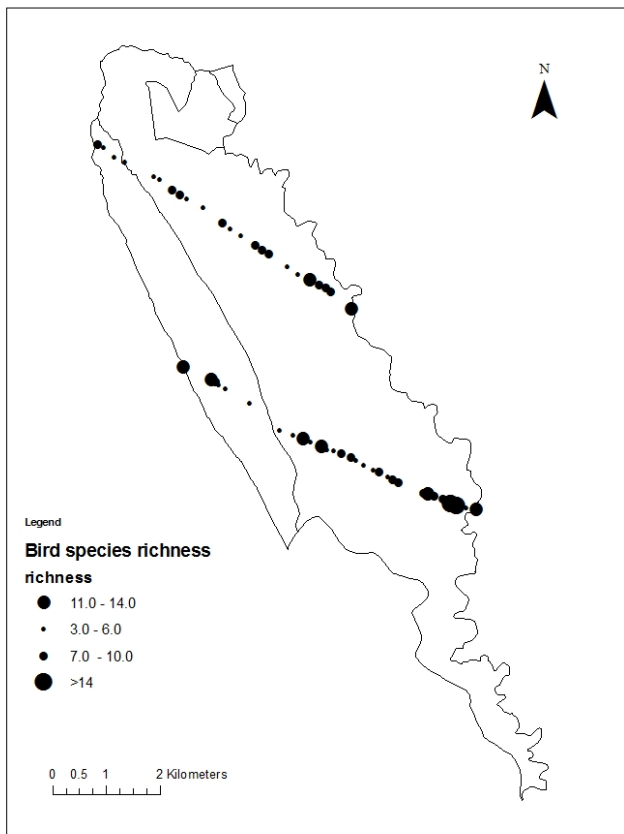 N
Legend
Bird species richness
richness
11.0 - 14.0
3.0 - 6.0
7.0 - 10.0
>14
0 0.5 1 2 Kilometers